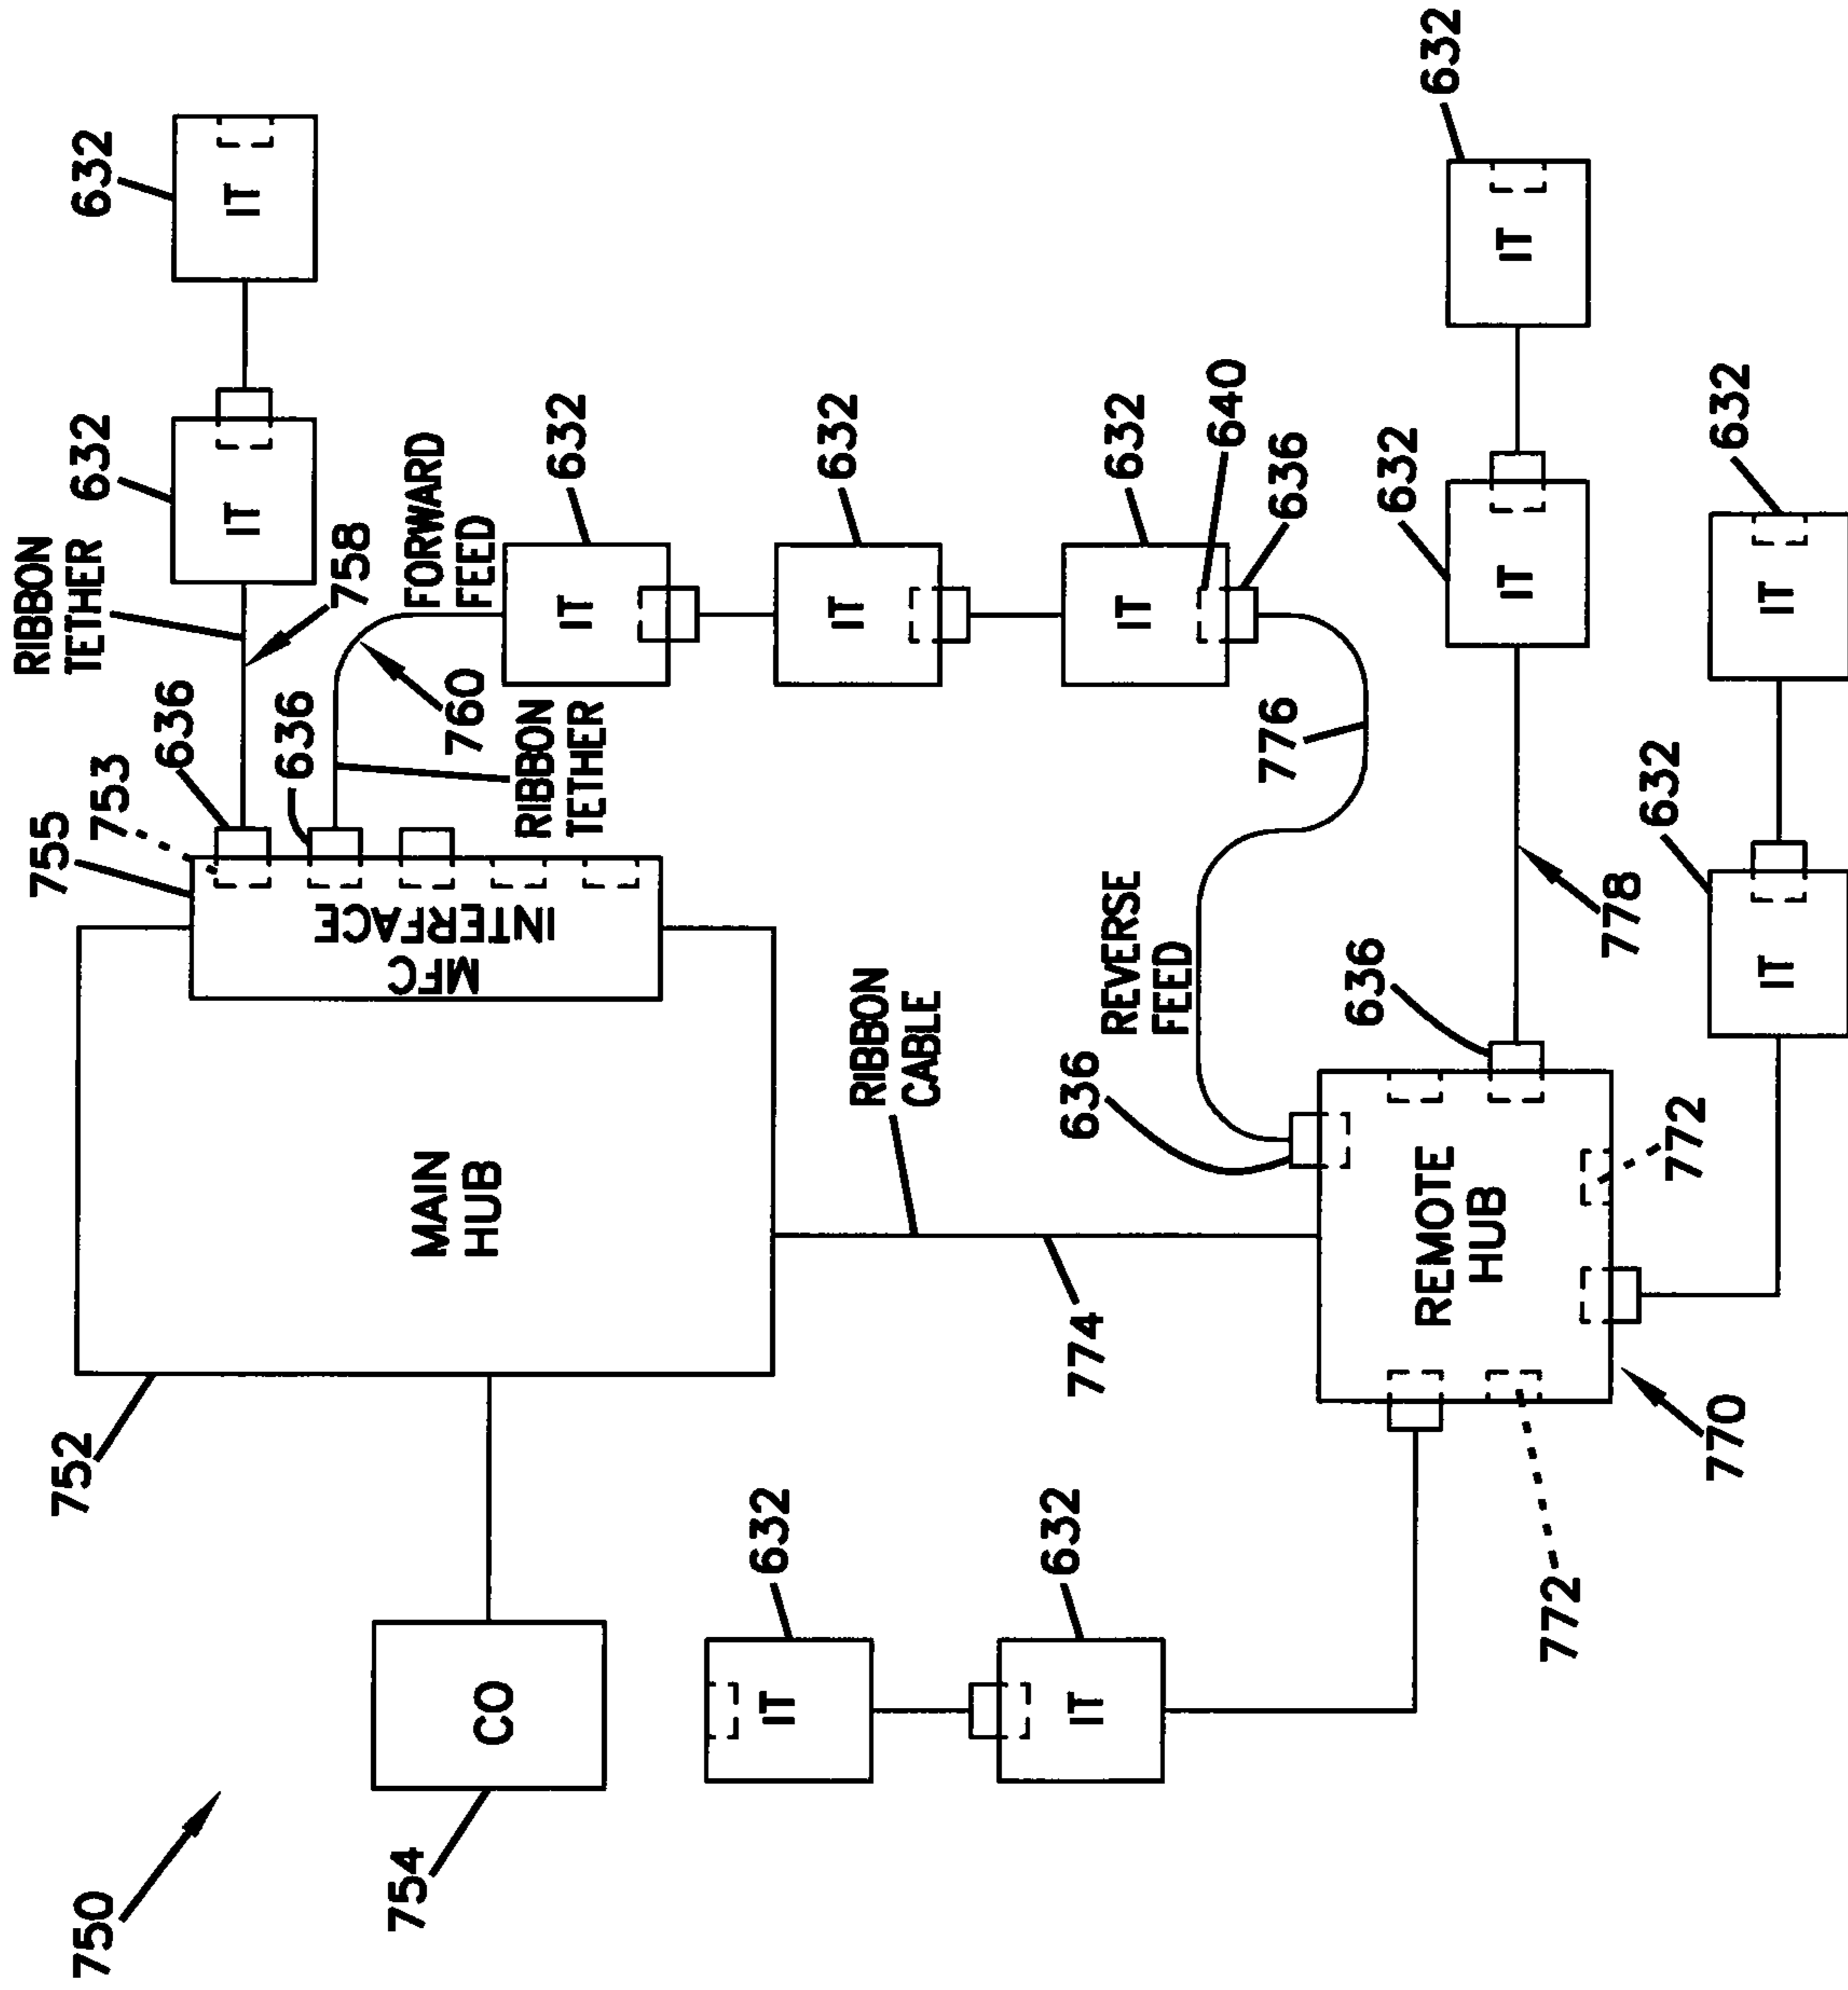 750
752
755
753
RIBBON
TETHER
632
632
636
636
758
IT
IT
754
CO
MAIN
HUB
MFC
INTERFACE
FORWARD
FEED
760
RIBBON
TETHER
632
IT
632
IT
632
IT
640
636
632
IT
632
IT
RIBBON
CABLE
774
REVERSE
FEED
776
636
636
REMOTE
HUB
772
772
770
778
632
IT
632
IT
632
IT
632
IT